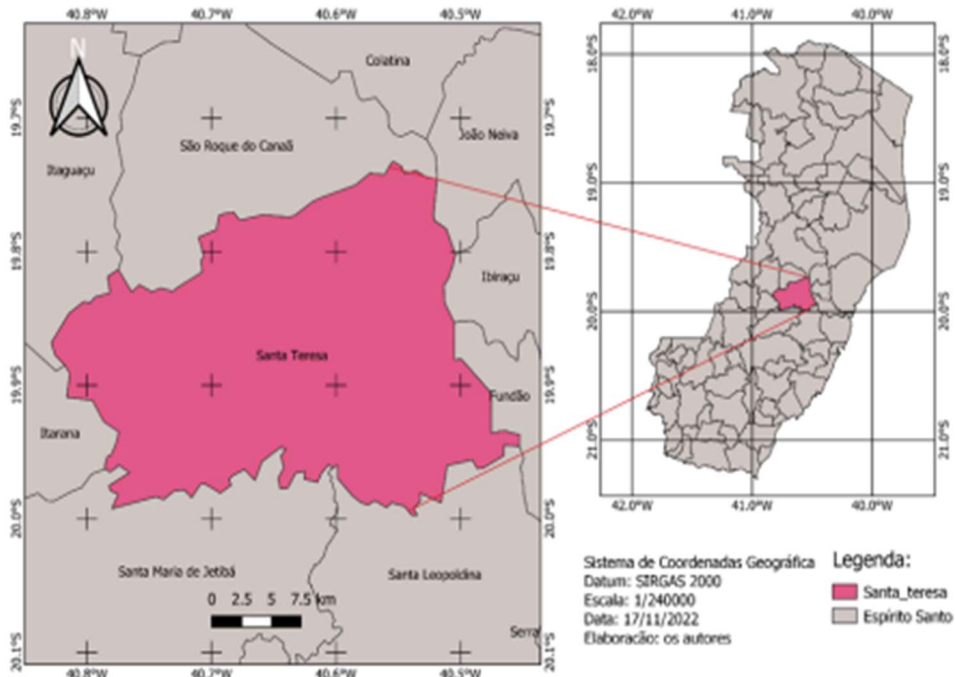 40.8°W 40.7°W 40.6°W 40.5°W
42.0°W 41.0°W 40.0°W
N
Colatina
18.0°S 18.0°S
19.7°S 19.7°S
João Neiva
São Roque do Canaã
Itaguaçu
19.0°S 19.0°S
19.8°S 19.8°S
Ibiraçu
20.0°S 20.0°S
Santa Teresa
19.9°S 19.9°S
Fundão
Itarana
21.0°S 21.0°S
42.0°W 41.0°W 40.0°W
20.0°S 20.0°S
Santa Maria de Jetibá
Santa Leopoldina
0 2.5 5 7.5 km
Serra
20.1°S 20.1°S
40.8°W 40.7°W 40.6°W 40.5°W
Sistema de Coordenadas Geográfica
Datum: SIRGAS 2000
Escala: 1/240000
Data: 17/11/2022
Elaboracão: os autores
Legenda:
Santa_teresa
Espírito Santo